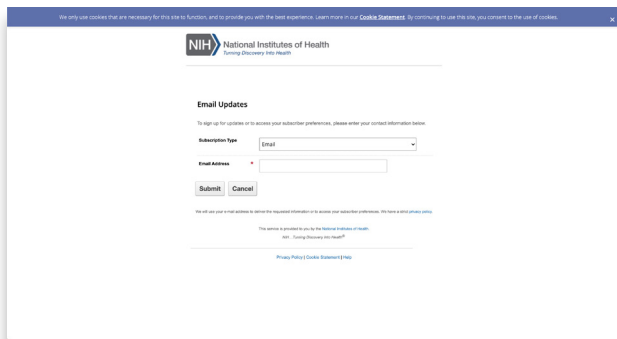 We only use cookies that are necessary for this site to function, and to provide you with the best experience. Learn more in our Cookie Statement. By continuing to use this site, you consent to the use of cookies.
×
NIH National Institutes of Health
Turning Discovery Into Health
Email Updates
To sign up for updates or to access your subscriber preferences, please enter your contact information below.
Subscription Type
Email
Email Address *
Submit Cancel
We will use your e-mail address to deliver the requested information or to access your subscriber preferences. We have a strict privacy policy
This service is provided to you by the National Institutes of Health
NIH… Turning Discovery Into Health®
Privacy Policy | Cookie Statement | Help